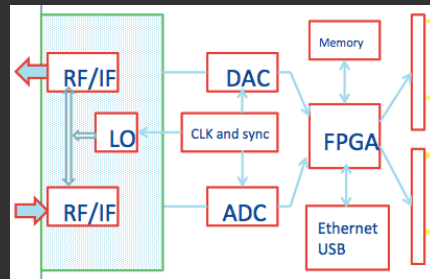 Memory
RF/IF
DAC
LO
CLK and sync
FPGA
RF/IF
ADC
Ethernet
USB